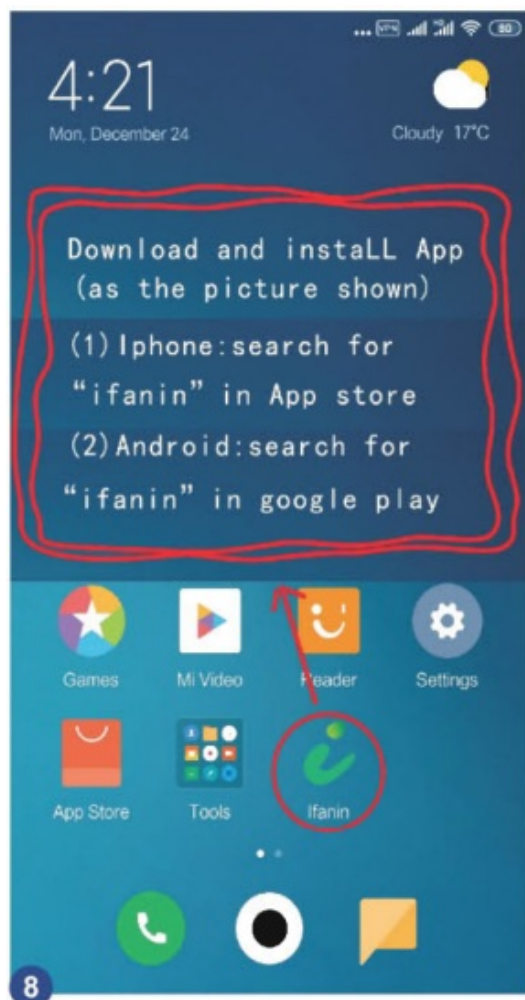 ... VPN 80
4:21
Mon, December 24
Cloudy 17°C
Download and instaLL App
(as the picture shown)
(1)Iphone:search for
“ifanin” in App store
(2)Android:search for
“ifanin” in google play
Games Mi Video Reader Settings
App Store Tools Ifanin
8